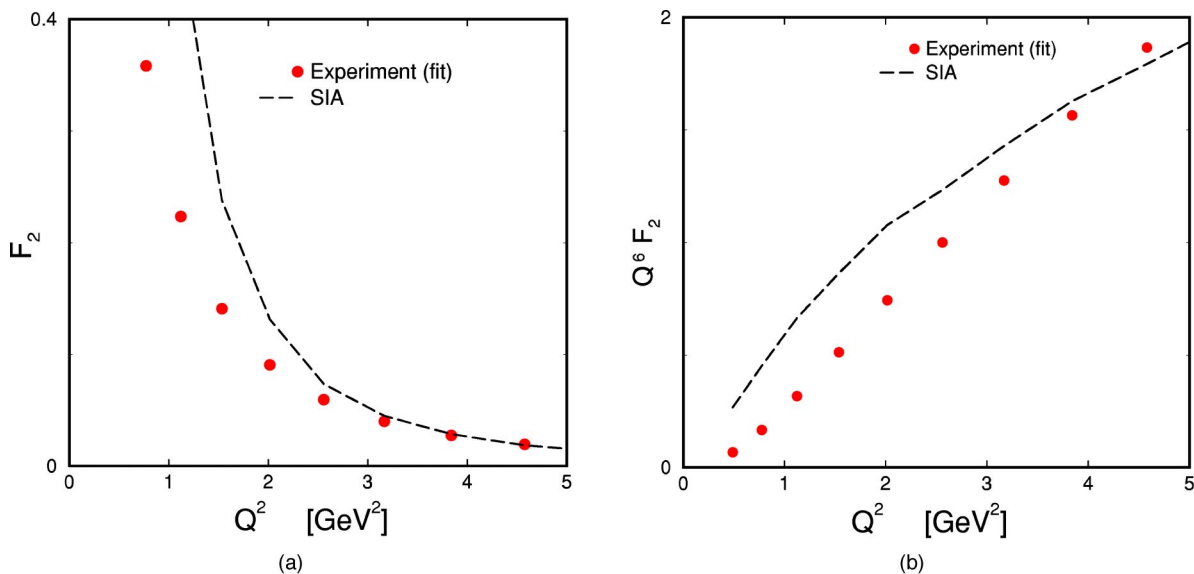 0.4
F2
0
Experiment (fit)
SIA
0 1 2 3 4 5
Q² [GeV²]
(a)
2
Q⁶ F2
0
Experiment (fit)
SIA
0 1 2 3 4 5
Q² [GeV²]
(b)